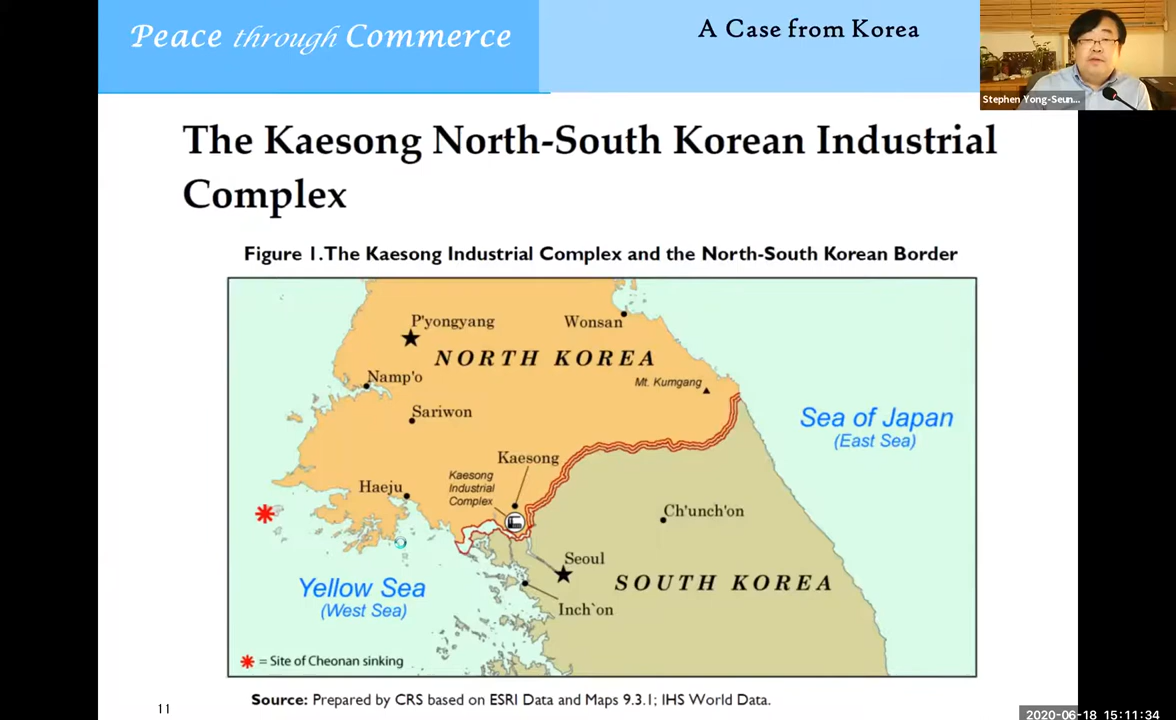 Peace through Commerce
A Case from Korea
Stephen Yong-Seun...
The Kaesong North-South Korean Industrial
Complex
Figure 1.The Kaesong Industrial Complex and the North-South Korean Border
P'yongyang
Wonsan
NORTH KOREA
Namp'o
Mt. Kumgang
Sariwon
Sea of Japan
(East Sea)
Kaesong
Kaesong
Industrial
Complex
Haeju
Ch'unch'on
Seoul
Yellow Sea
(West Sea)
SOUTH KOREA
Inch`on
= Site of Cheonan sinking
Source: Prepared by CRS based on ESRI Data and Maps 9.3.1; IHS World Data.
11
2020-06-18 15:11:34